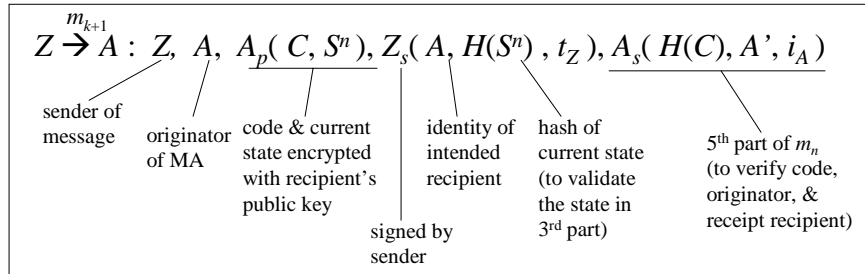 m_{k+1}
Z → A : Z, A, A_p( C, Sⁿ), Z_s( A, H(Sⁿ) , t_Z), A_s( H(C), A’, i_A )
sender of
message
originator
of MA
code & current
state encrypted
with recipient’s
public key
signed by
sender
identity of
intended
recipient
hash of
current state
(to validate
the state in
3rd part)
5th part of m_n
(to verify code,
originator, &
receipt recipient)